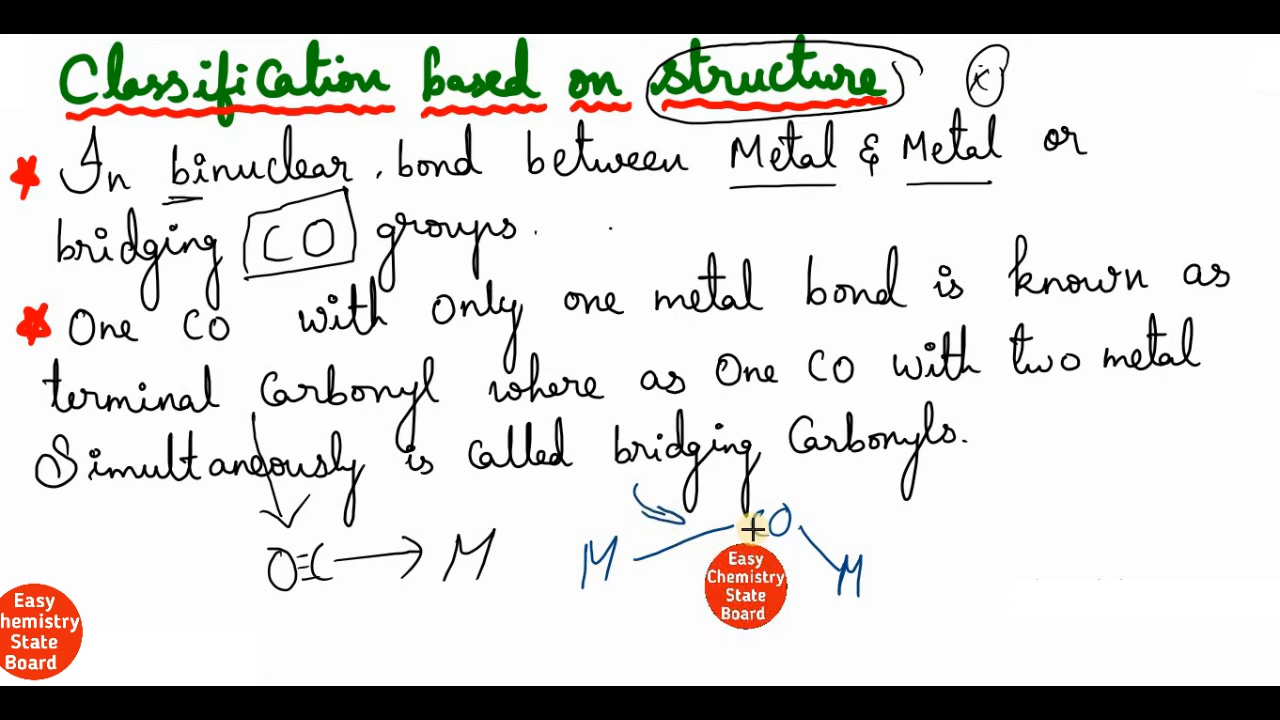 Classification based on structure
In binuclear, bond between Metal & Metal or
bridging CO groups.
One CO with Only one metal bond is known as
terminal Carbonyl where as One CO with two metal
Simultaneously is called bridging Carbonyls.
O≡C → M M CO M
Easy
Chemistry
State
Board
Easy
hemistry
State
Board